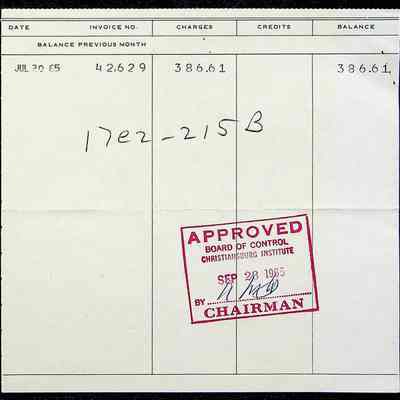 DATE INVOICE NO. CHARGES CREDITS BALANCE
BALANCE PREVIOUS MONTH
JUL 30 65 42629 386.61 386.61
17e2-215B
APPROVED
BOARD OF CONTROL
CHRISTIANSBURG INSTITUTE
SEP 28 1965
BY
CHAIRMAN